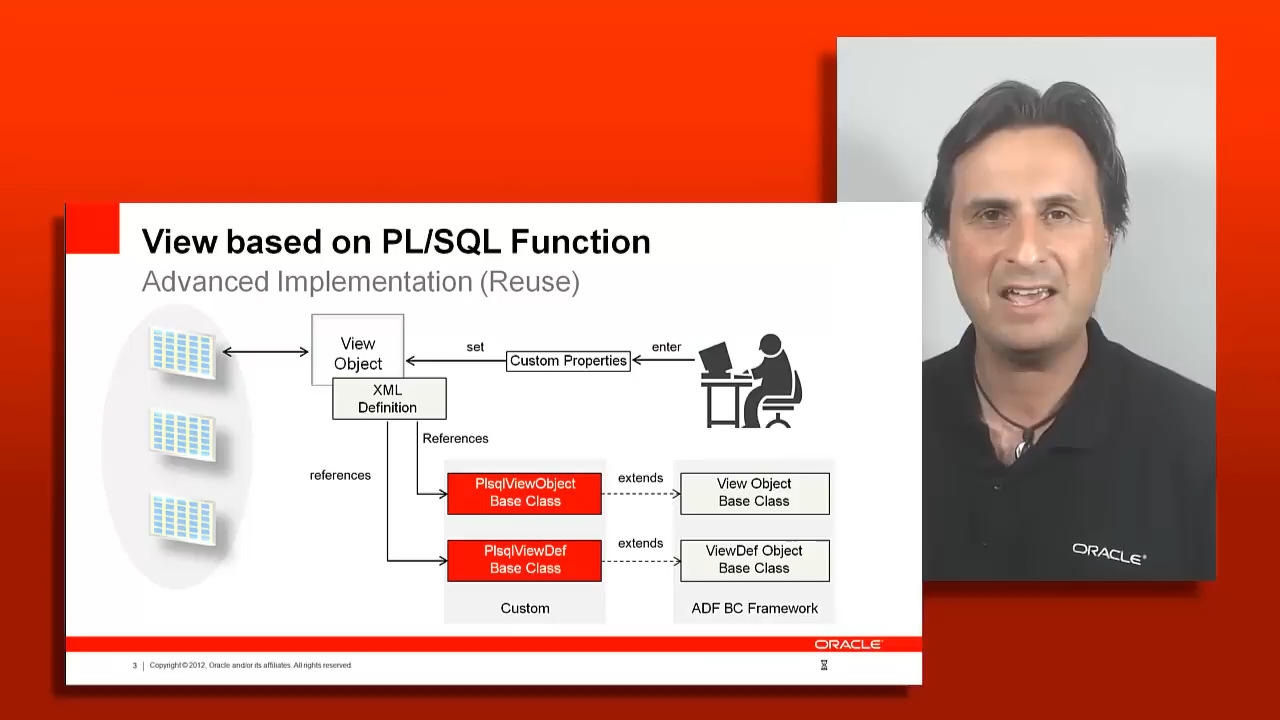 View based on PL/SQL Function
Advanced Implementation (Reuse)
View
Object
set
Custom Properties
enter
XML
Definition
References
references
PlsqlViewObject
Base Class
extends
View Object
Base Class
PlsqlViewDef
Base Class
extends
ViewDef Object
Base Class
Custom
ADF BC Framework
ORACLE
3
Copyright © 2012, Oracle and/or its affiliates. All rights reserved.
ORACLE®